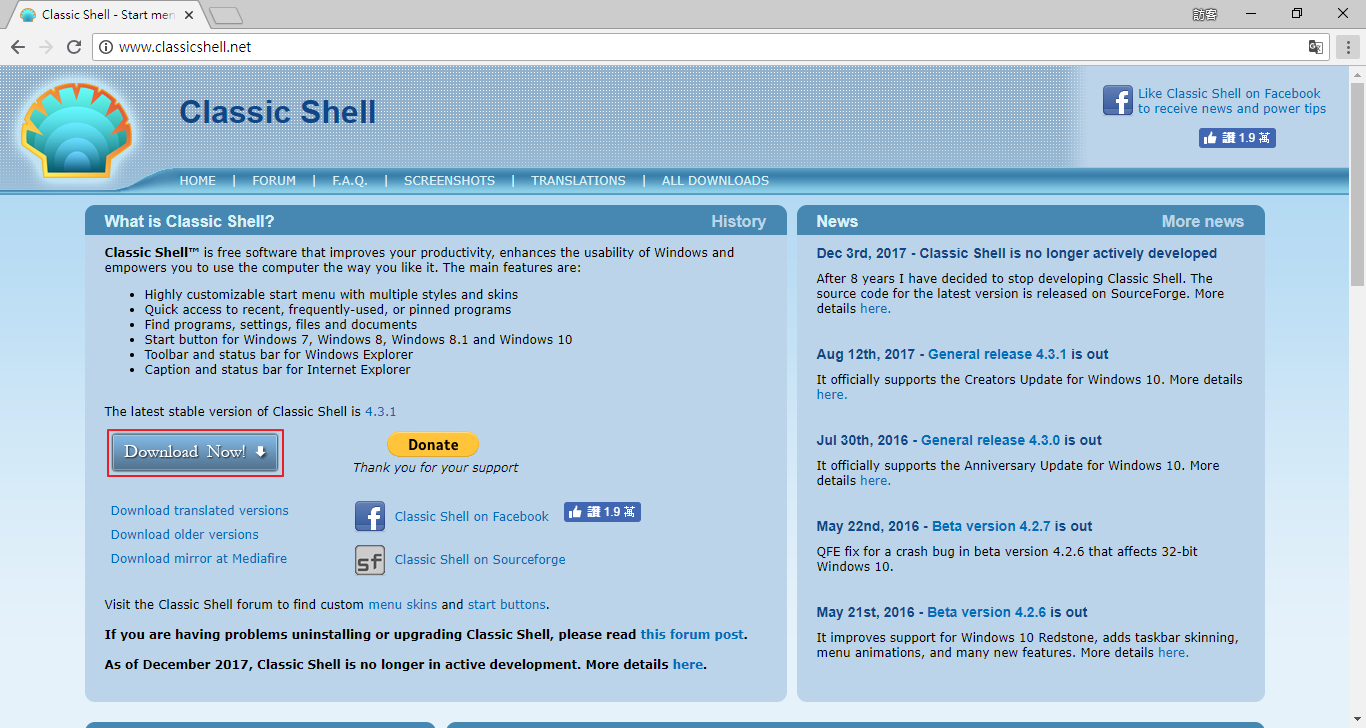 Classic Shell - Start men
訪客
www.classicshell.net
Classic Shell
Like Classic Shell on Facebook
to receive news and power tips
讚 1.9 萬
HOME | FORUM | F.A.Q. | SCREENSHOTS | TRANSLATIONS | ALL DOWNLOADS
What is Classic Shell?
History
Classic Shell™ is free software that improves your productivity, enhances the usability of Windows and
empowers you to use the computer the way you like it. The main features are:
• Highly customizable start menu with multiple styles and skins
• Quick access to recent, frequently-used, or pinned programs
• Find programs, settings, files and documents
• Start button for Windows 7, Windows 8, Windows 8.1 and Windows 10
• Toolbar and status bar for Windows Explorer
• Caption and status bar for Internet Explorer
The latest stable version of Classic Shell is 4.3.1
Download Now!
Donate
Thank you for your support
Download translated versions
Download older versions
Download mirror at Mediafire
f
Classic Shell on Facebook
讚 1.9 萬
sf
Classic Shell on Sourceforge
Visit the Classic Shell forum to find custom menu skins and start buttons.
If you are having problems uninstalling or upgrading Classic Shell, please read this forum post.
As of December 2017, Classic Shell is no longer in active development. More details here.
News
More news
Dec 3rd, 2017 - Classic Shell is no longer actively developed
After 8 years I have decided to stop developing Classic Shell. The
source code for the latest version is released on SourceForge. More
details here.
Aug 12th, 2017 - General release 4.3.1 is out
It officially supports the Creators Update for Windows 10. More details
here.
Jul 30th, 2016 - General release 4.3.0 is out
It officially supports the Anniversary Update for Windows 10. More
details here.
May 22nd, 2016 - Beta version 4.2.7 is out
QFE fix for a crash bug in beta version 4.2.6 that affects 32-bit
Windows 10.
May 21st, 2016 - Beta version 4.2.6 is out
It improves support for Windows 10 Redstone, adds taskbar skinning,
menu animations, and many new features. More details here.